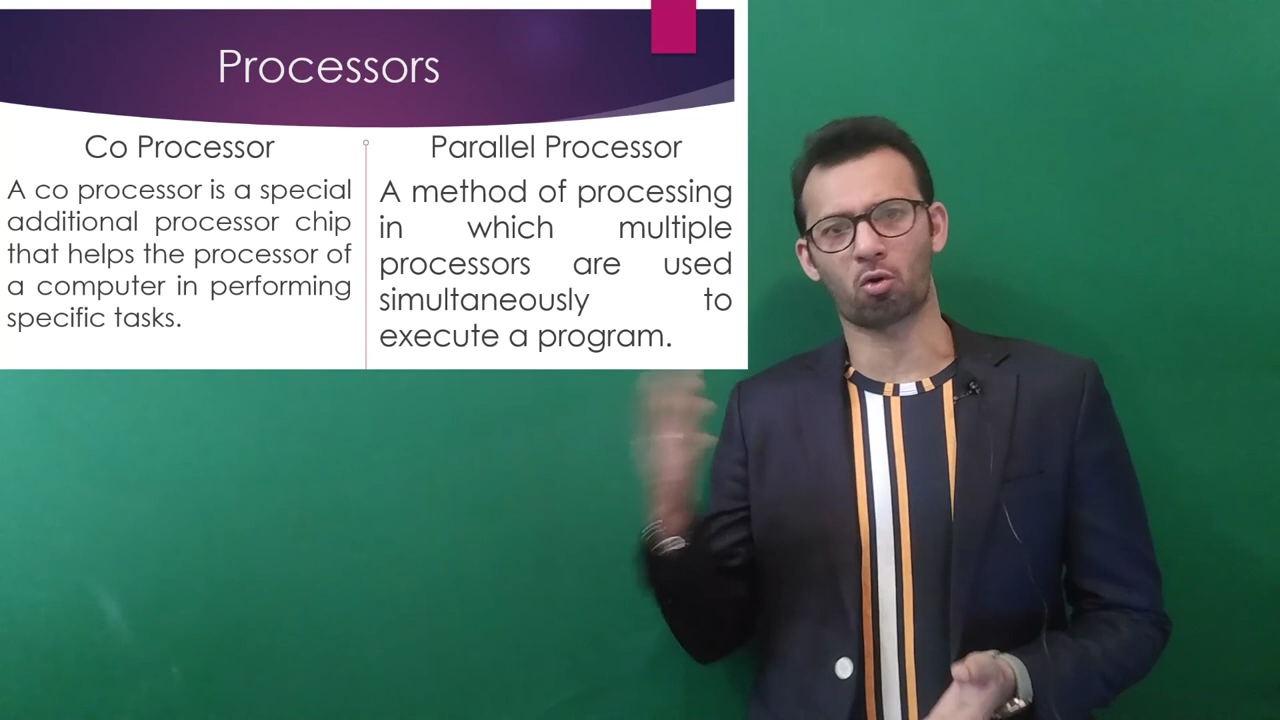 Processors
Co Processor
A co processor is a special
additional processor chip
that helps the processor of
a computer in performing
specific tasks.
Parallel Processor
A method of processing
in which multiple
processors are used
simultaneously to
execute a program.